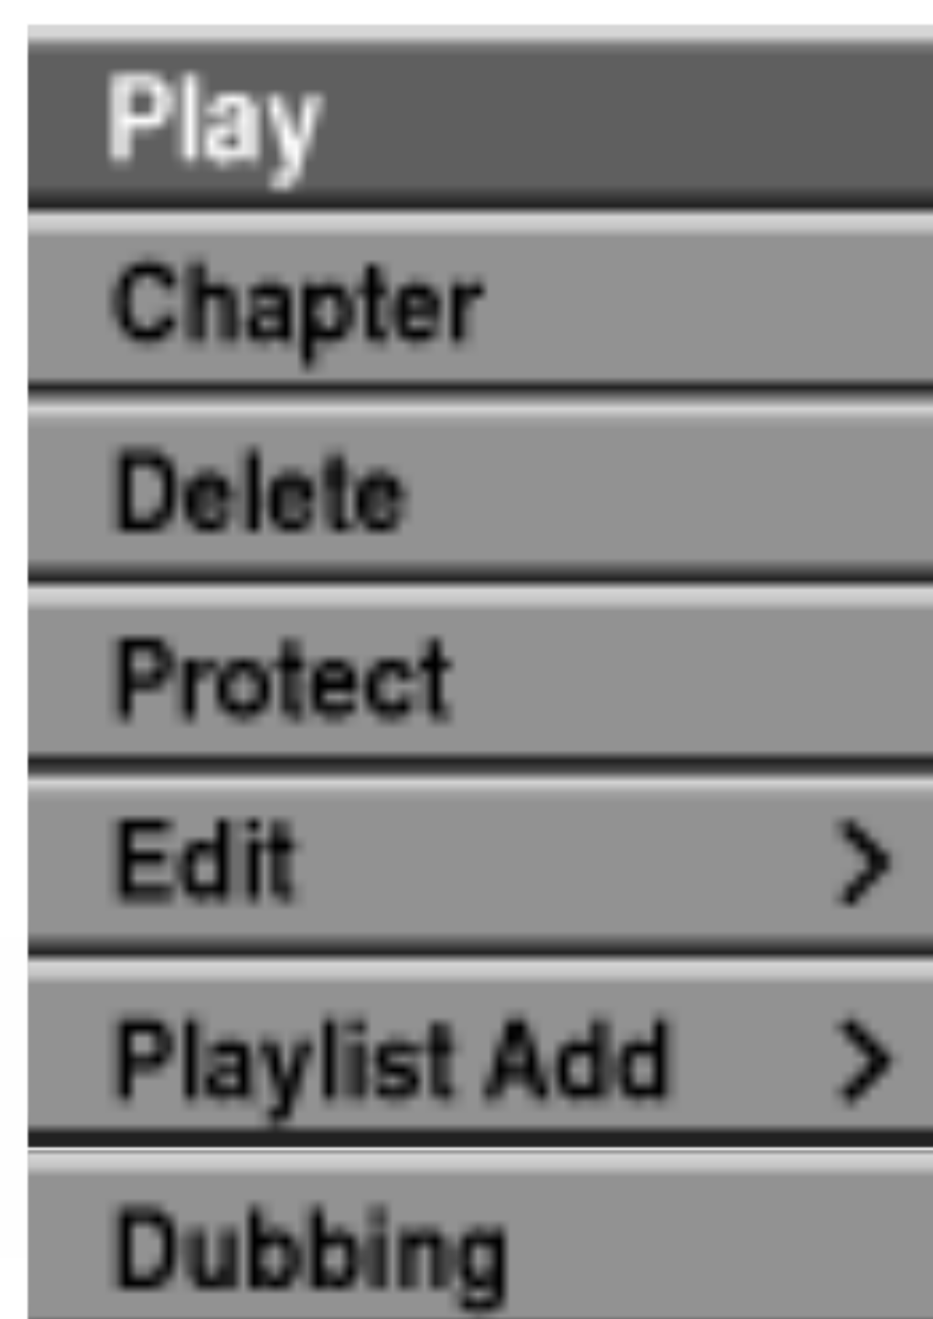 Play
Chapter
Delete
Protect
Edit >
Playlist Add >
Dubbing